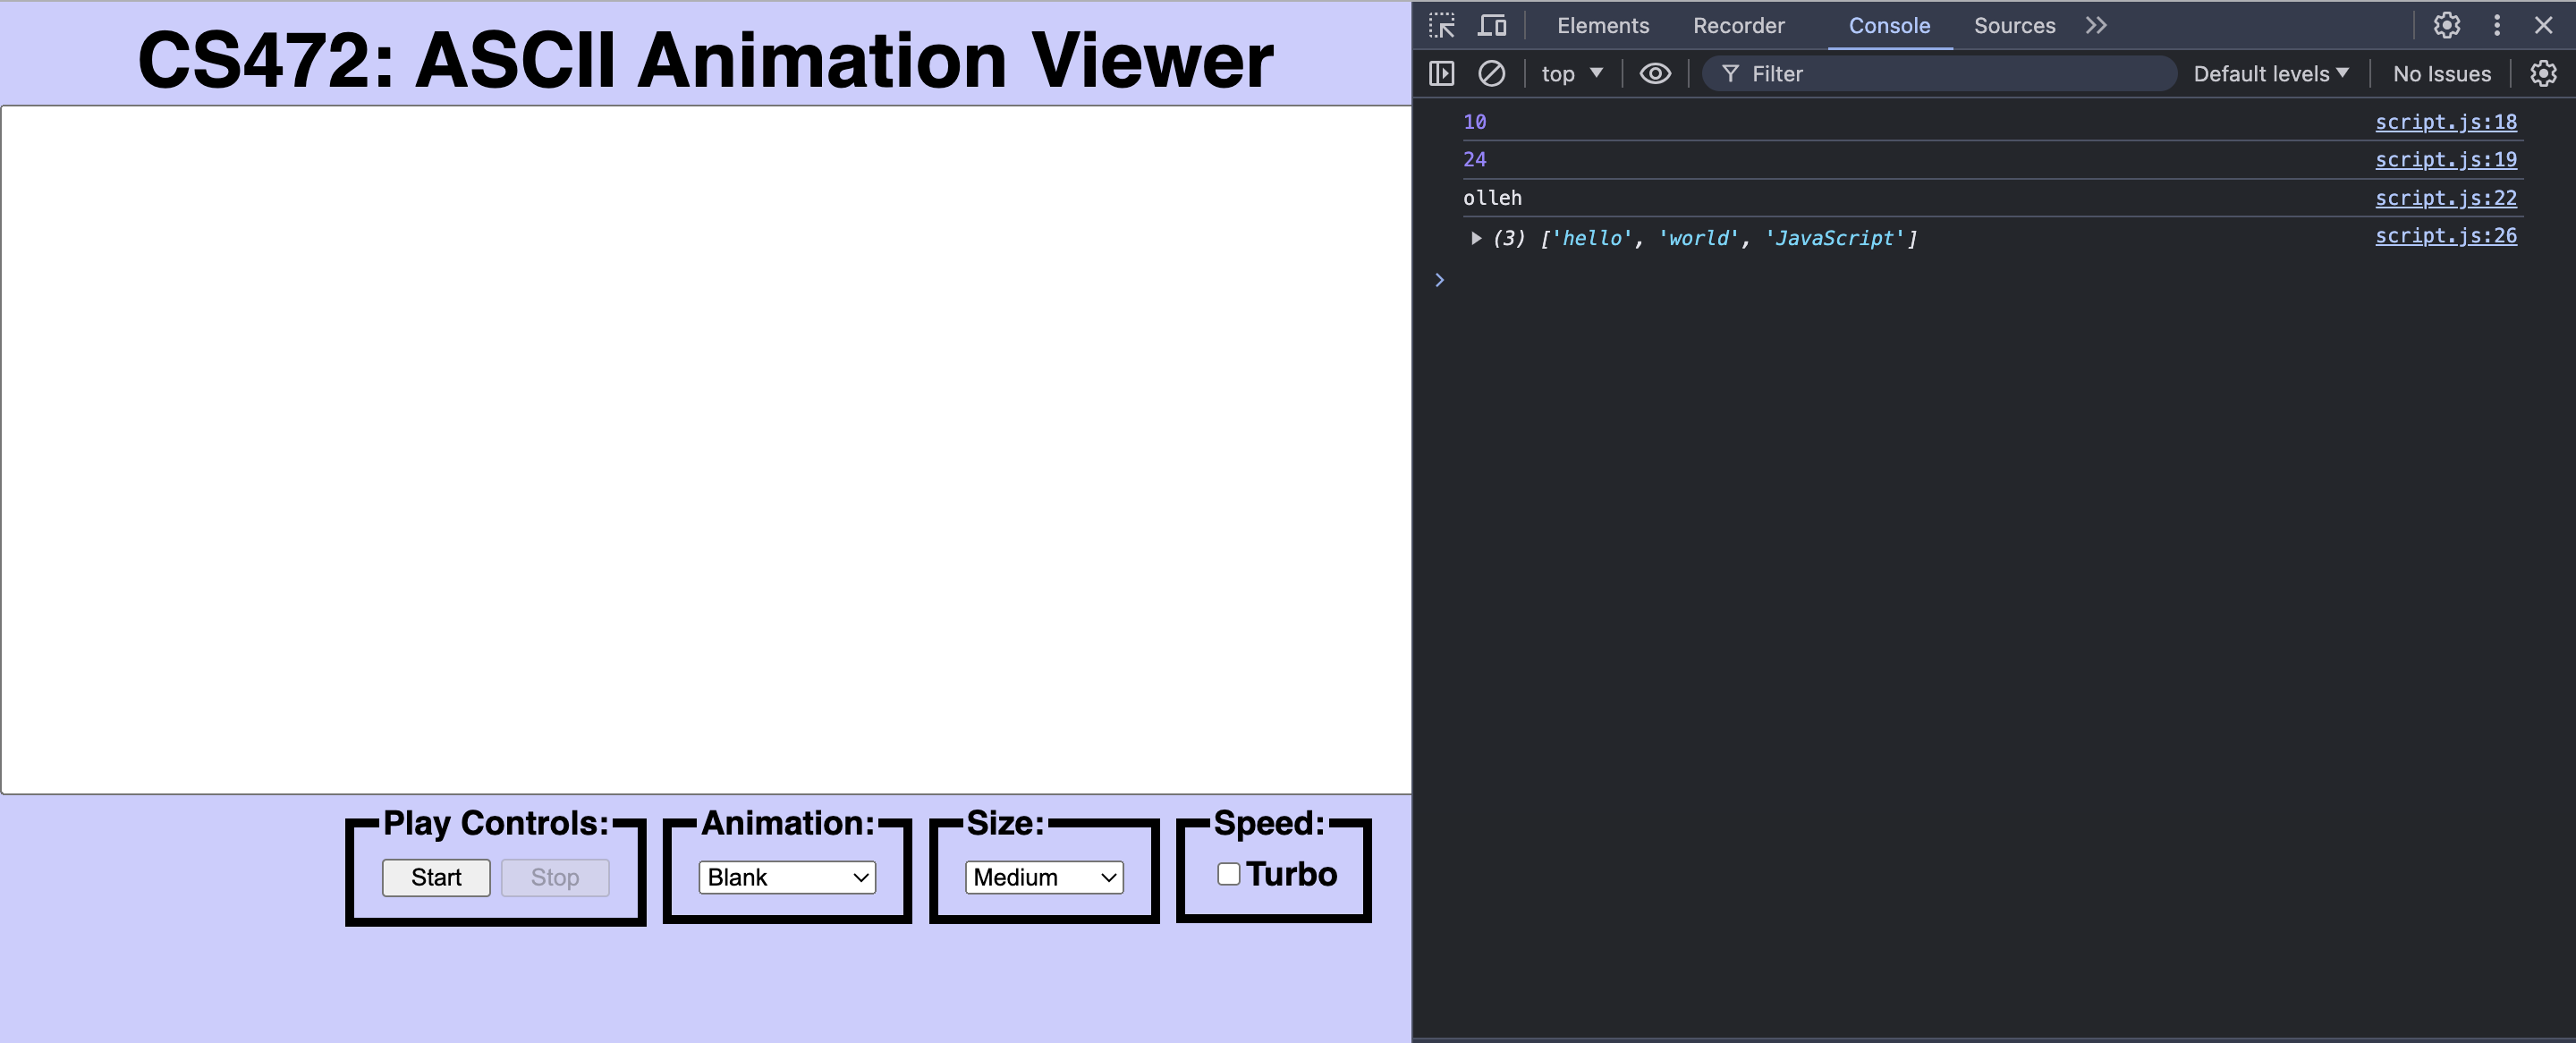 CS472: ASCII Animation Viewer
Play Controls: Animation: Size: Speed:
Start Stop Blank Medium Turbo
Elements Recorder Console Sources
top Filter Default levels No Issues
10 script.js:18
24 script.js:19
olleh script.js:22
(3) ['hello', 'world', 'JavaScript'] script.js:26